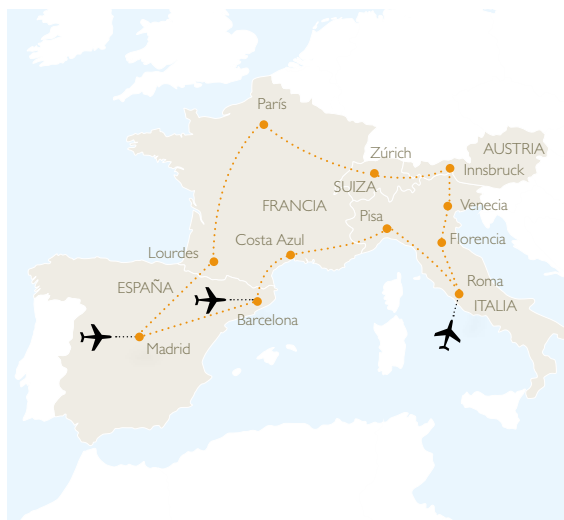 París
Zúrich
AUSTRIA
Innsbruck
SUIZA
FRANCIA
Venecia
Pisa
Costa Azul
Florencia
Lourdes
ESPAÑA
Roma
ITALIA
Barcelona
Madrid